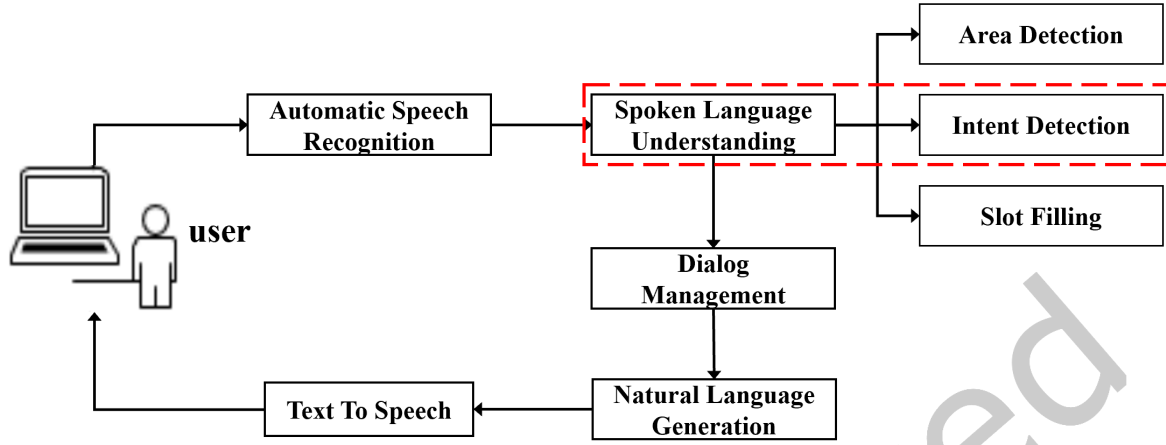 Area Detection
Automatic Speech
Recognition
Spoken Language
Understanding
Intent Detection
user
Slot Filling
Dialog
Management
Text To Speech
Natural Language
Generation
ed